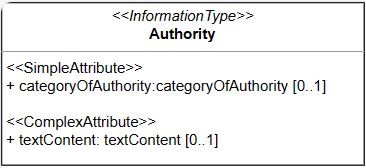 <<InformationType>>
Authority
<<SimpleAttribute>>
+ categoryOfAuthority:categoryOfAuthority [0..1]
<<ComplexAttribute>>
+ textContent: textContent [0..1]